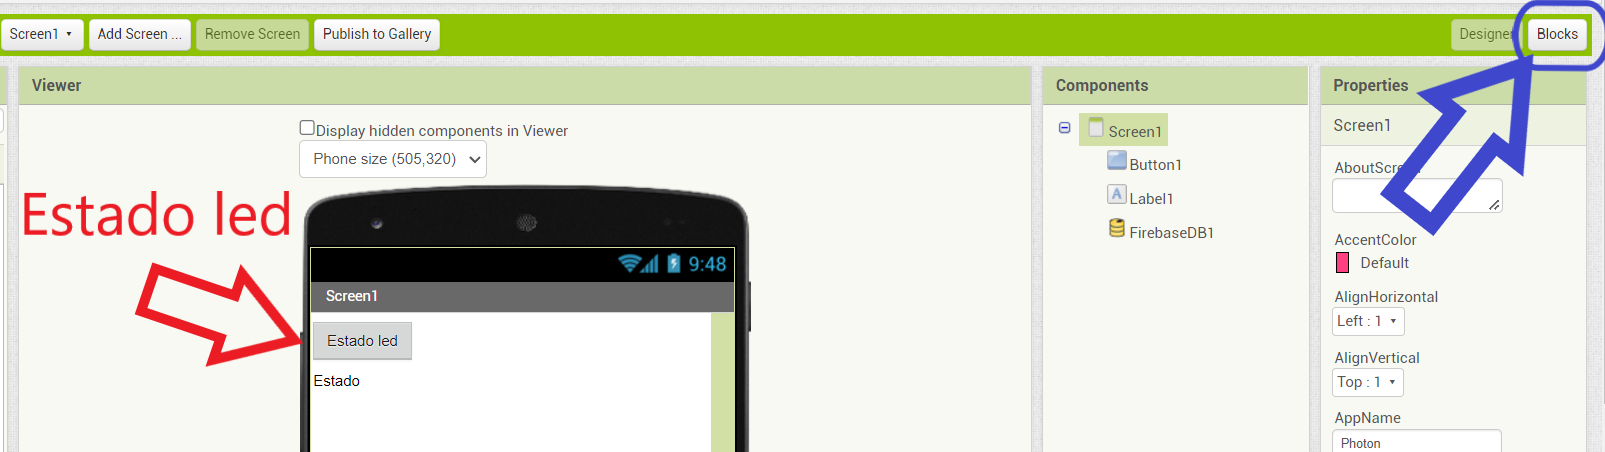 Screen1
Add Screen ...
Remove Screen
Publish to Gallery
Designer
Blocks
Viewer
Display hidden components in Viewer
Phone size (505,320)
Estado led
9:48
Screen1
Estado led
Estado
Components
Screen1
Button1
A
Label1
FirebaseDB1
Properties
Screen1
AboutScreen
AccentColor
Default
AlignHorizontal
Left : 1
AlignVertical
Top : 1
AppName
Photon